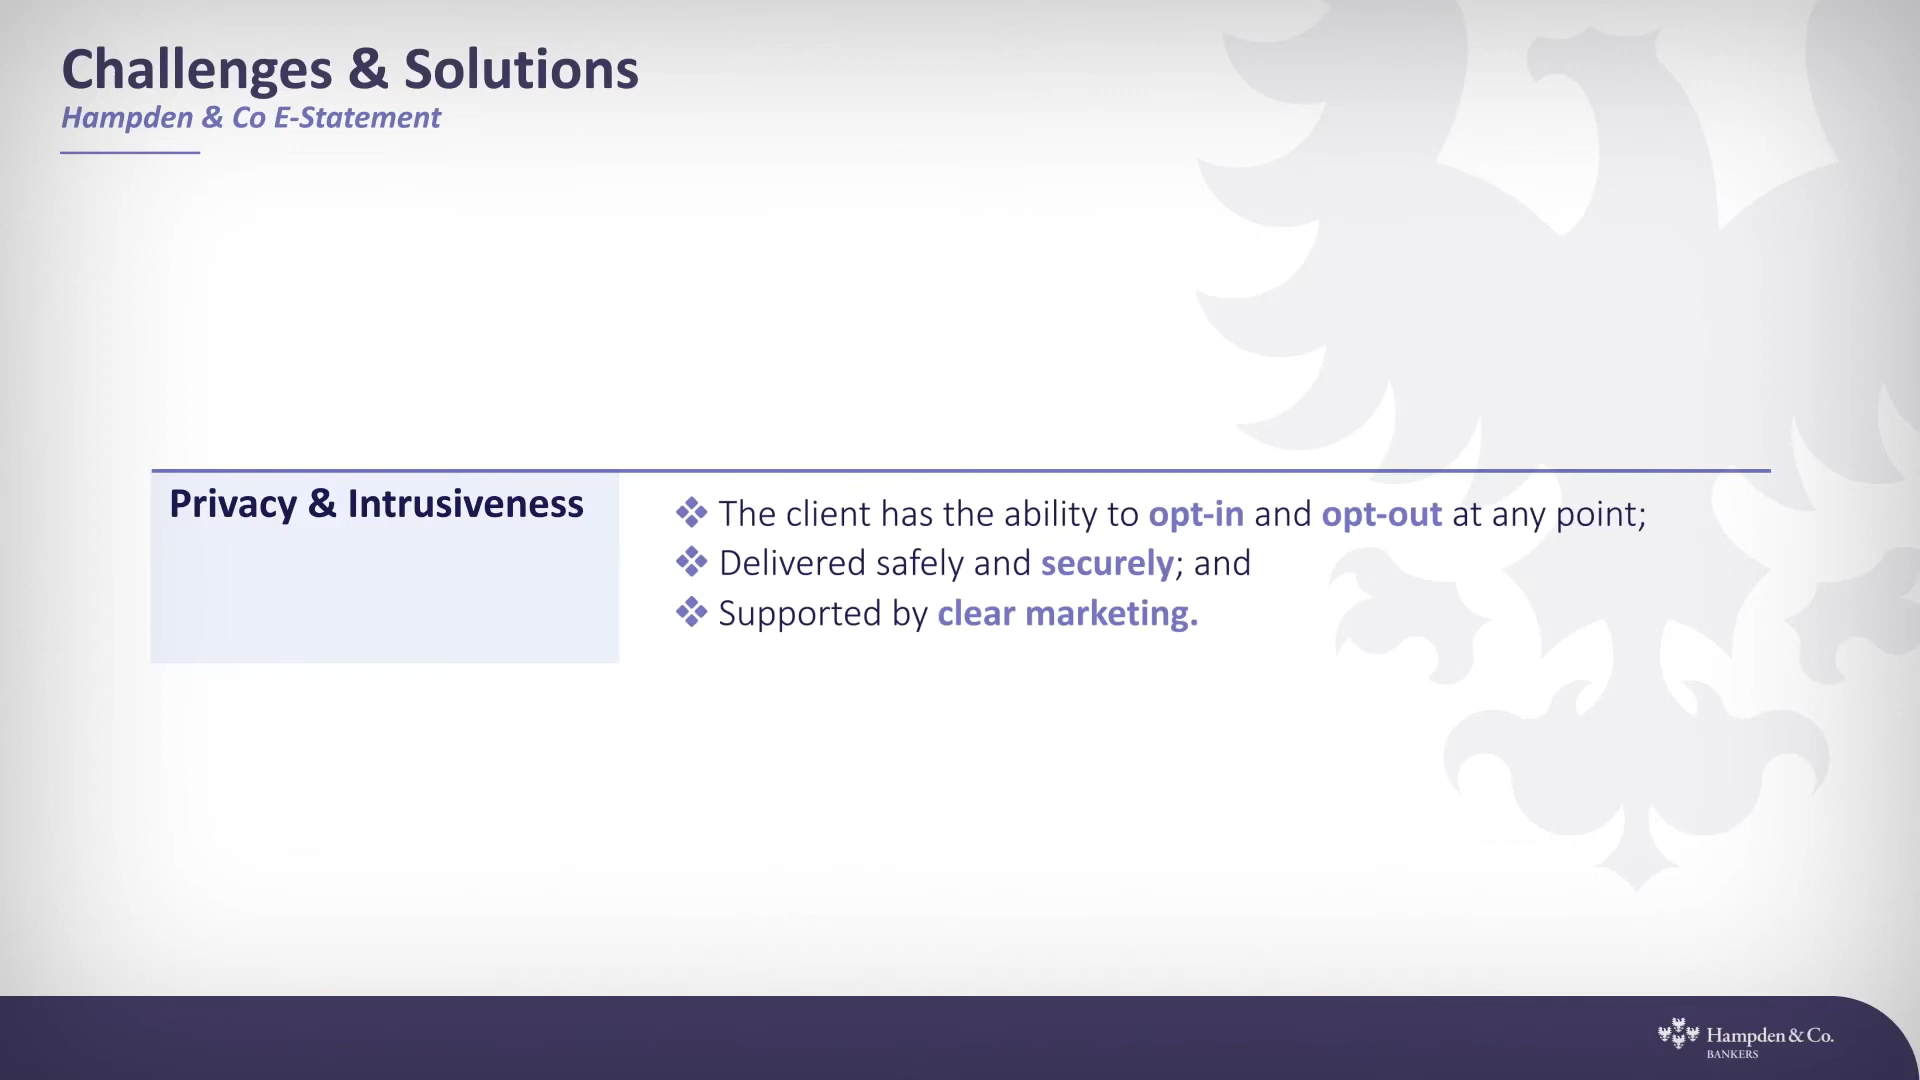 Challenges & Solutions
Hampden & Co E-Statement
Privacy & Intrusiveness
The client has the ability to opt-in and opt-out at any point;
Delivered safely and securely; and
Supported by clear marketing.
Hampden & Co.
BANKERS